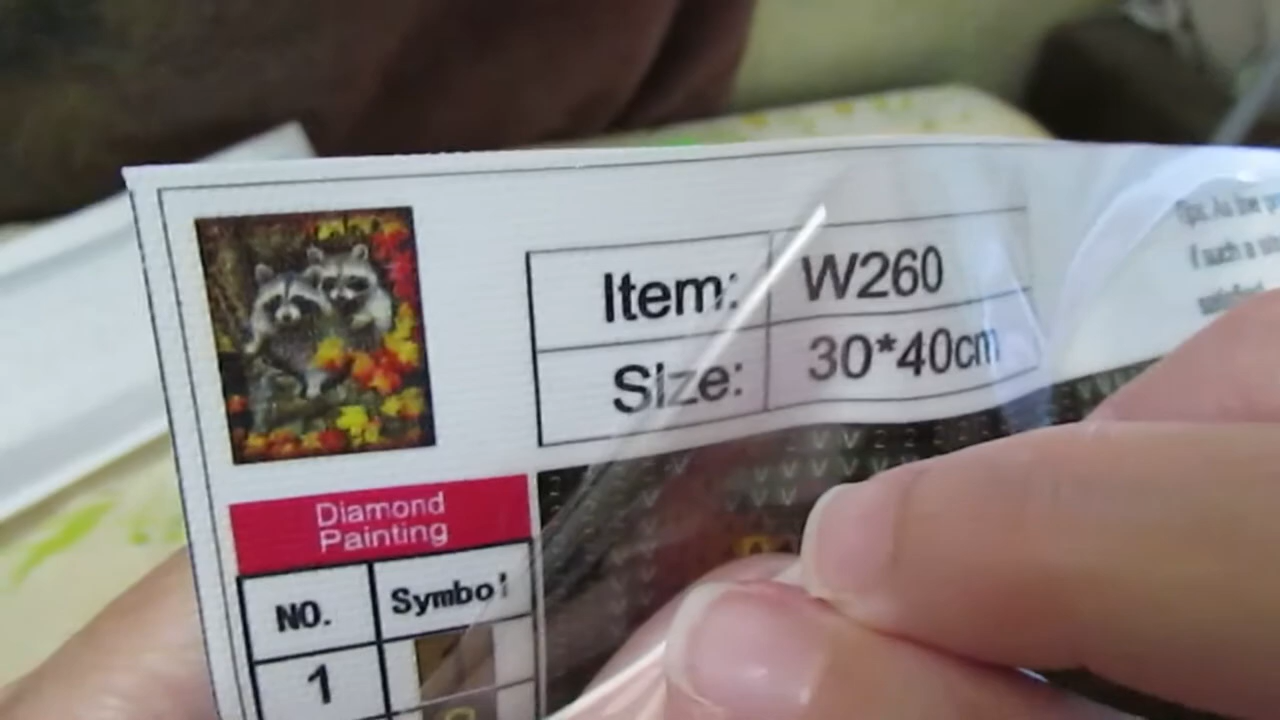 Item: W260
Size: 30*40cm
Diamond
Painting
NO. Symbol
1